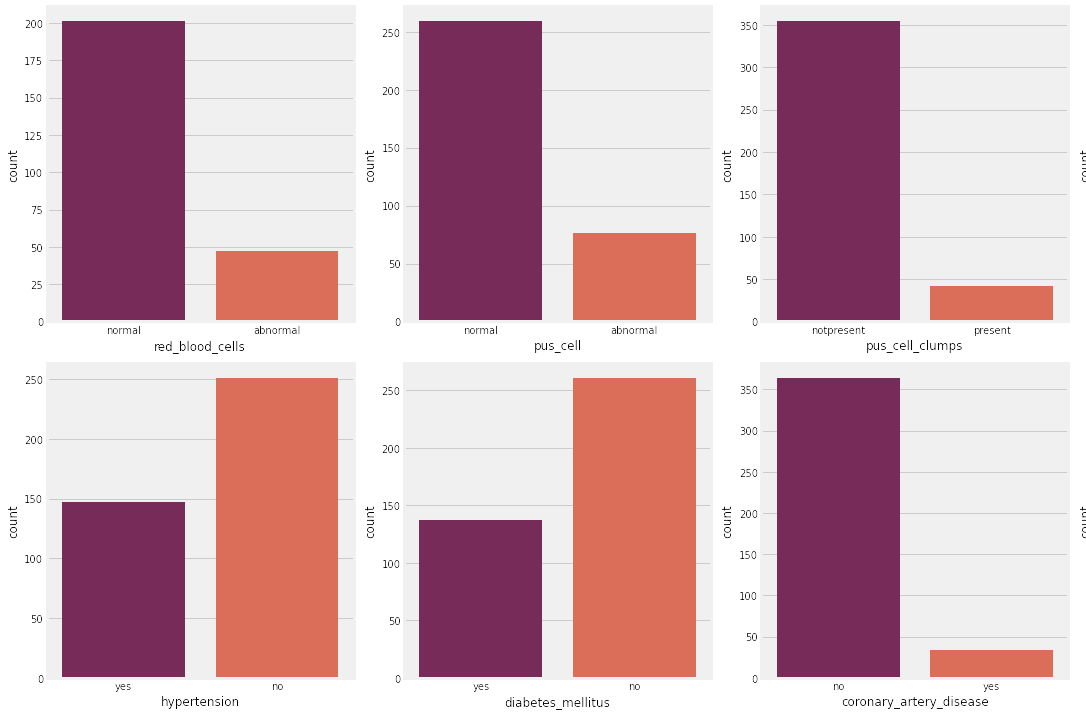 200
175
150
125
100
75
50
25
0
count
normal
abnormal
red_blood_cells
250
200
150
100
50
0
count
normal
abnormal
pus_cell
350
300
250
200
150
100
50
0
count
notpresent
present
pus_cell_clumps
count
250
200
150
100
50
0
count
yes
no
hypertension
250
200
150
100
50
0
count
yes
no
diabetes_mellitus
350
300
250
200
150
100
50
0
count
no
yes
coronary_artery_disease
count